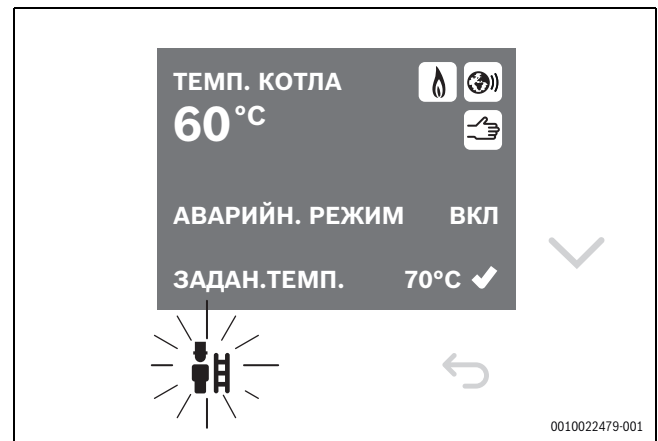 ТЕМП. КОТЛА
60°C
АВАРИЙН. РЕЖИМ ВКЛ
ЗАДАН.ТЕМП. 70°C
0010022479-001